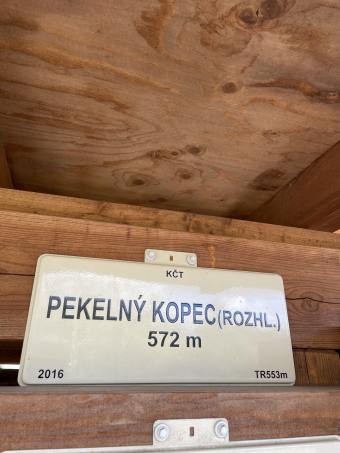 KČT
PEKELNÝ KOPEC (ROZHL.)
572 m
2016 TR553m